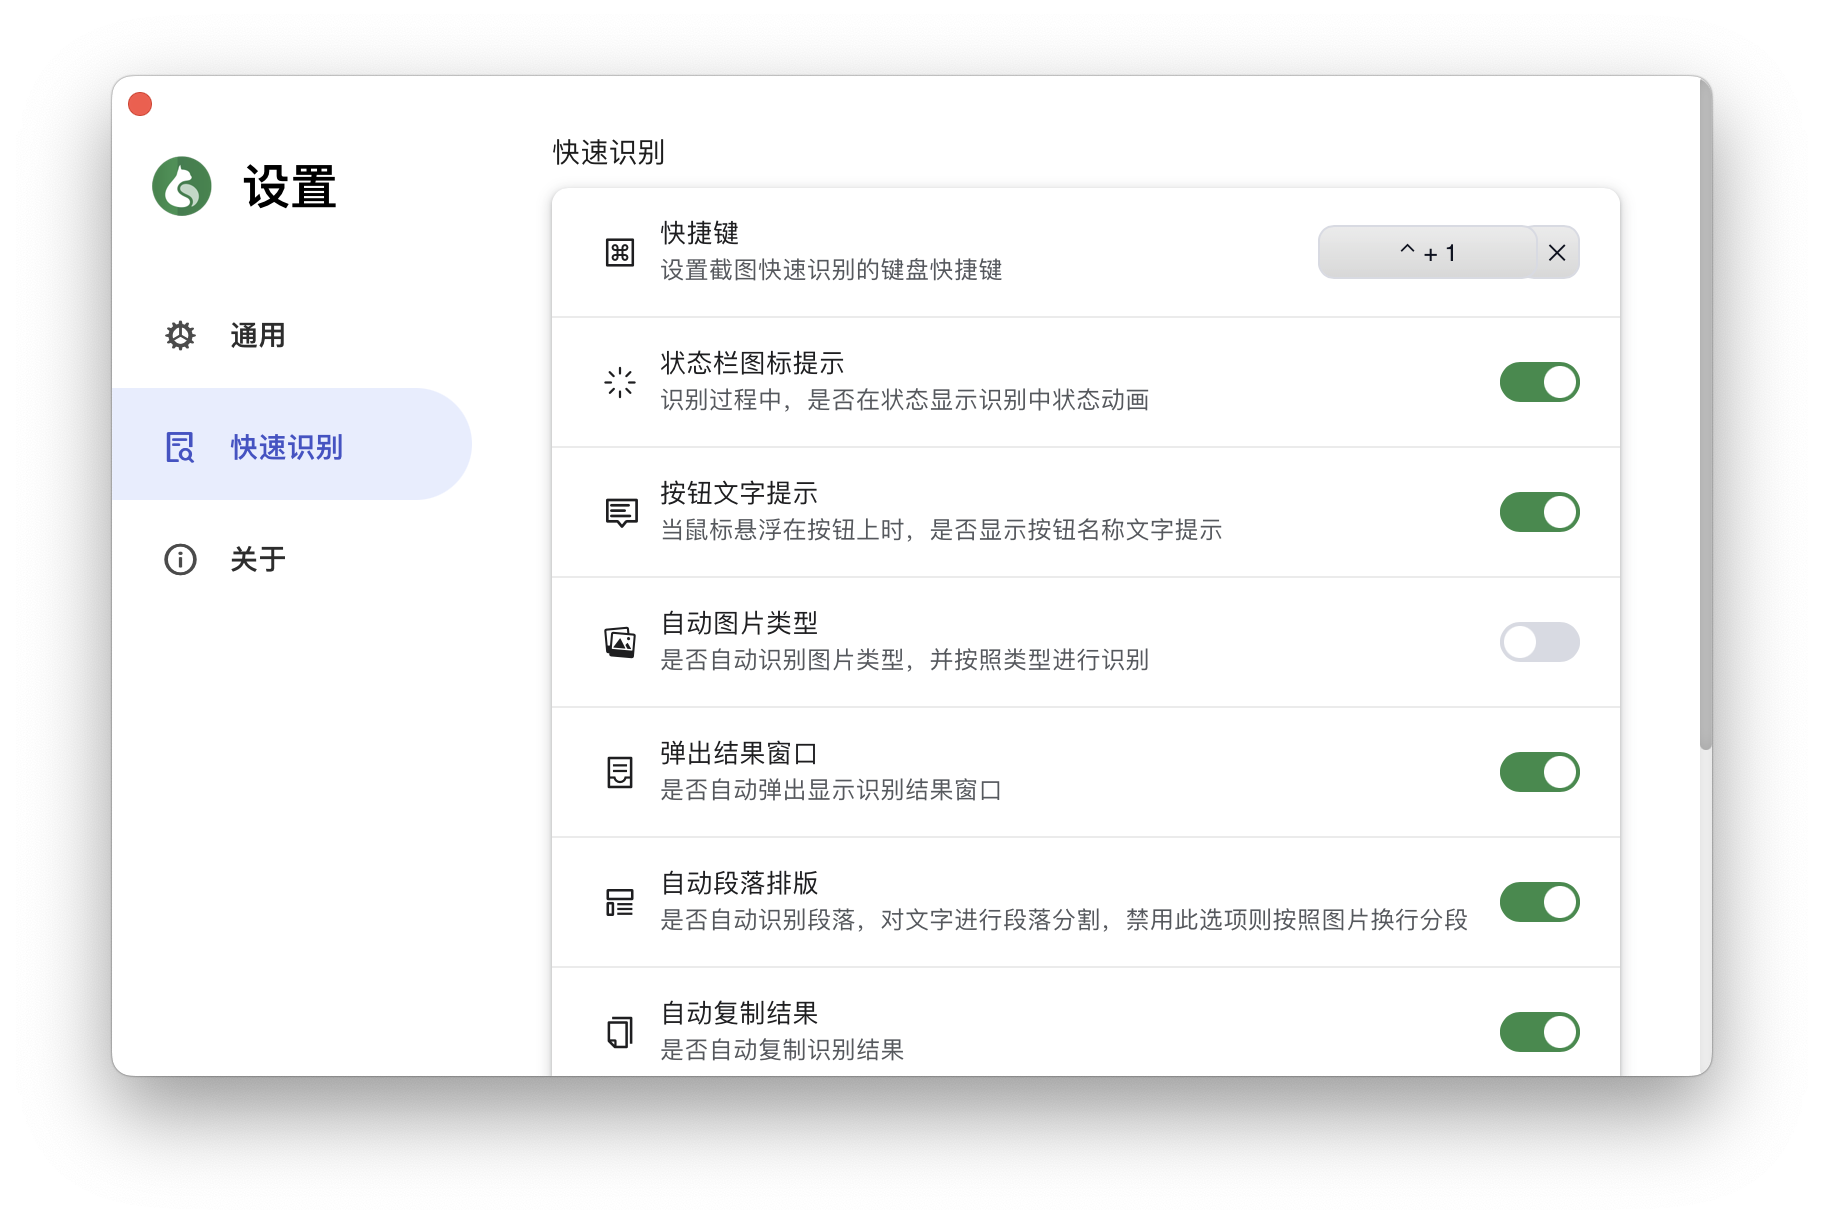 设置
通用
快速识别
关于
快速识别
快捷键
设置截图快速识别的键盘快捷键
^ + 1
状态栏图标提示
识别过程中，是否在状态显示识别中状态动画
按钮文字提示
当鼠标悬浮在按钮上时，是否显示按钮名称文字提示
自动图片类型
是否自动识别图片类型，并按照类型进行识别
弹出结果窗口
是否自动弹出显示识别结果窗口
自动段落排版
是否自动识别段落，对文字进行段落分割，禁用此选项则按照图片换行分段
自动复制结果
是否自动复制识别结果